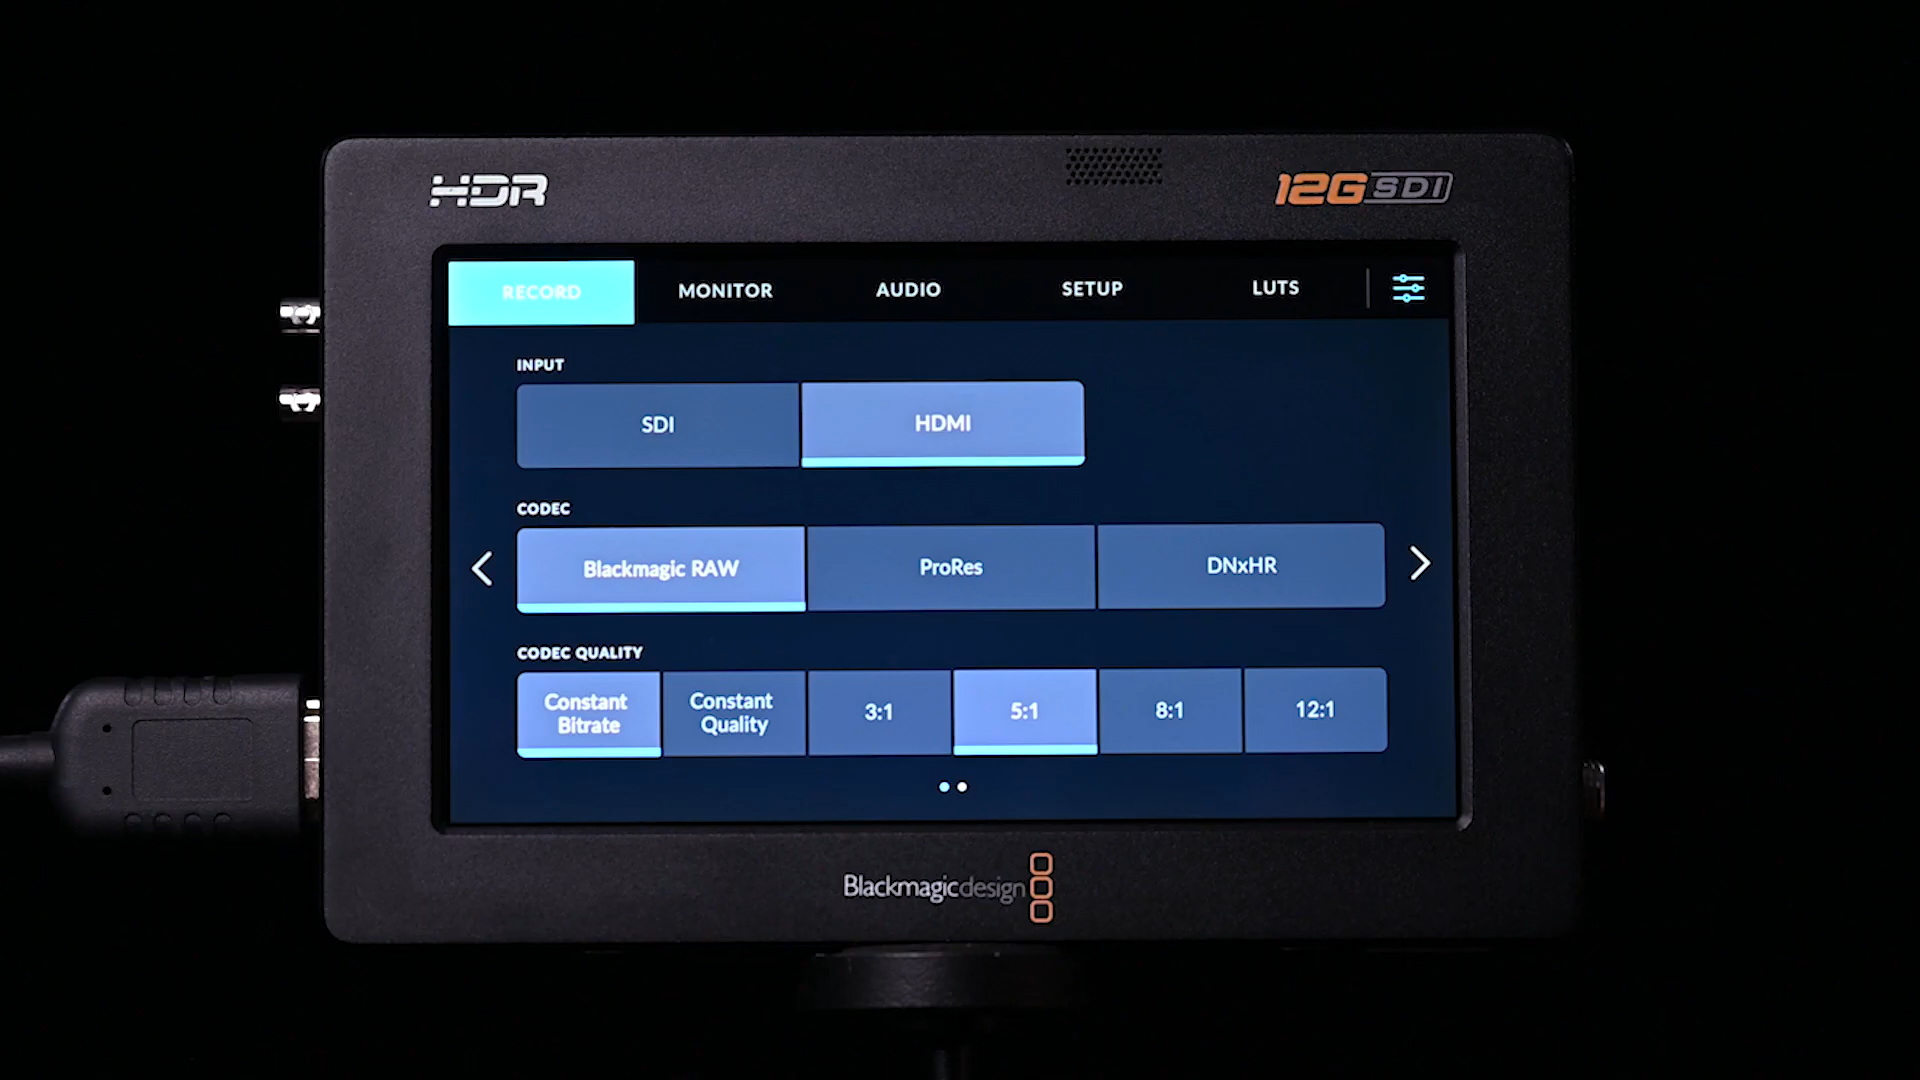 HDR
12G SDI
RECORD MONITOR AUDIO SETUP LUTS
INPUT
SDI HDMI
CODEC
Blackmagic RAW ProRes DNxHR
CODEC QUALITY
Constant Bitrate Constant Quality 3:1 5:1 8:1 12:1
Blackmagicdesign